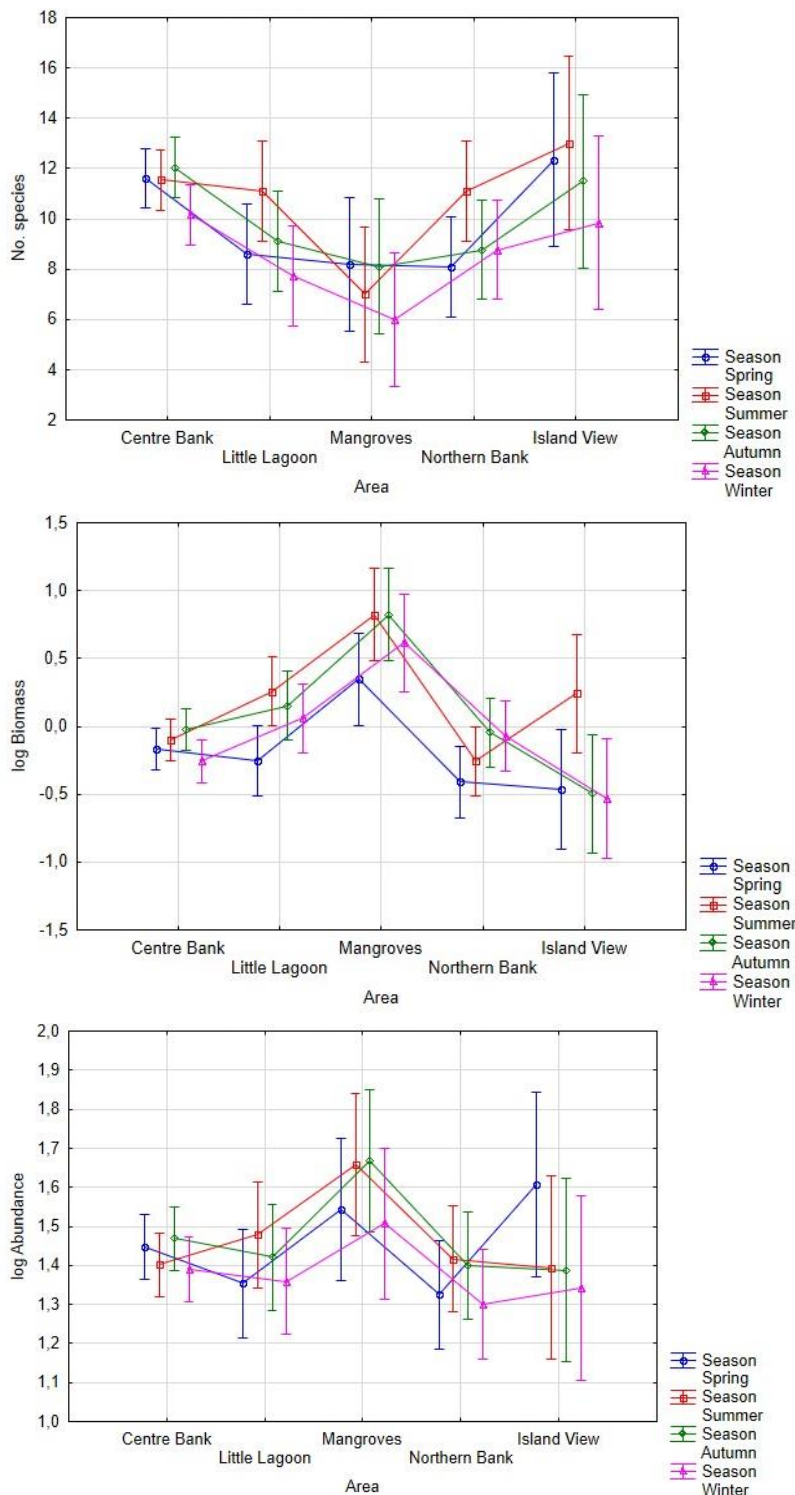 18
16
14
12
10
8
6
4
2
No. species
Centre Bank
Little Lagoon
Mangroves
Northern Bank
Island View
Area
Season
Spring
Season
Summer
Season
Autumn
Season
Winter
1,5
1,0
0,5
0,0
-0,5
-1,0
-1,5
log Biomass
Centre Bank
Little Lagoon
Mangroves
Northern Bank
Island View
Area
Season
Spring
Season
Summer
Season
Autumn
Season
Winter
2,0
1,9
1,8
1,7
1,6
1,5
1,4
1,3
1,2
1,1
1,0
log Abundance
Centre Bank
Little Lagoon
Mangroves
Northern Bank
Island View
Area
Season
Spring
Season
Summer
Season
Autumn
Season
Winter